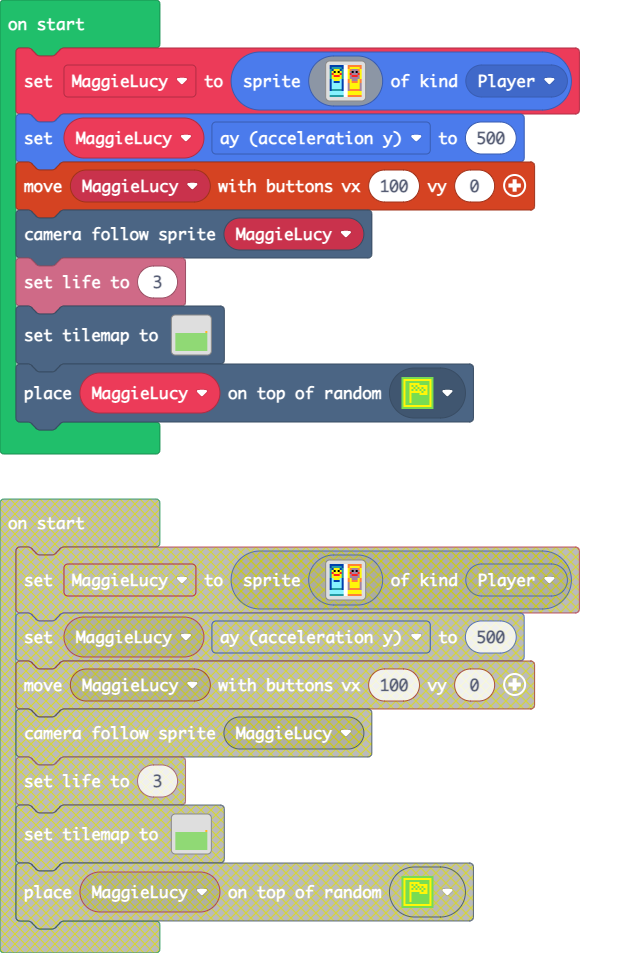 on start
set MaggieLucy to sprite of kind Player
set MaggieLucy ay (acceleration y) to 500
move MaggieLucy with buttons vx 100 vy 0
camera follow sprite MaggieLucy
set life to 3
set tilemap to
place MaggieLucy on top of random
on start
set MaggieLucy to sprite of kind Player
set MaggieLucy ay (acceleration y) to 500
move MaggieLucy with buttons vx 100 vy 0
camera follow sprite MaggieLucy
set life to 3
set tilemap to
place MaggieLucy on top of random